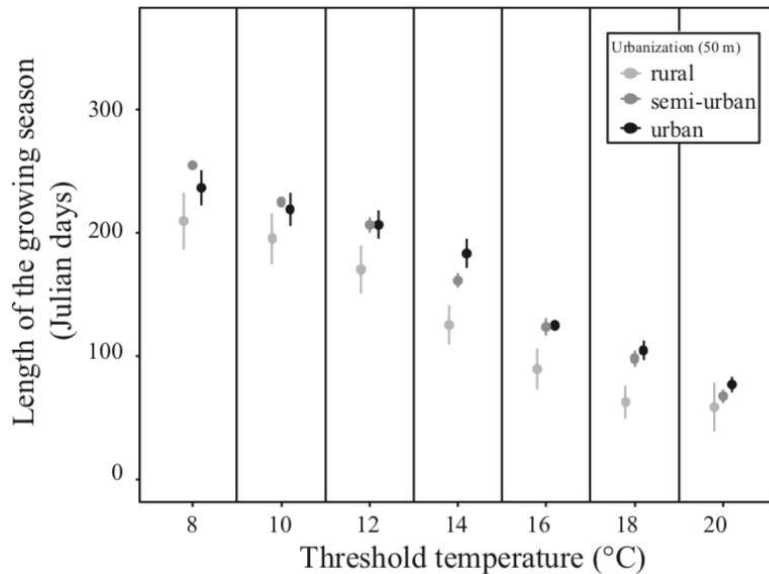 Length of the growing season
(Julian days)
300
200
100
0
Urbanization (50 m)
rural
semi-urban
urban
8 10 12 14 16 18 20
Threshold temperature (°C)